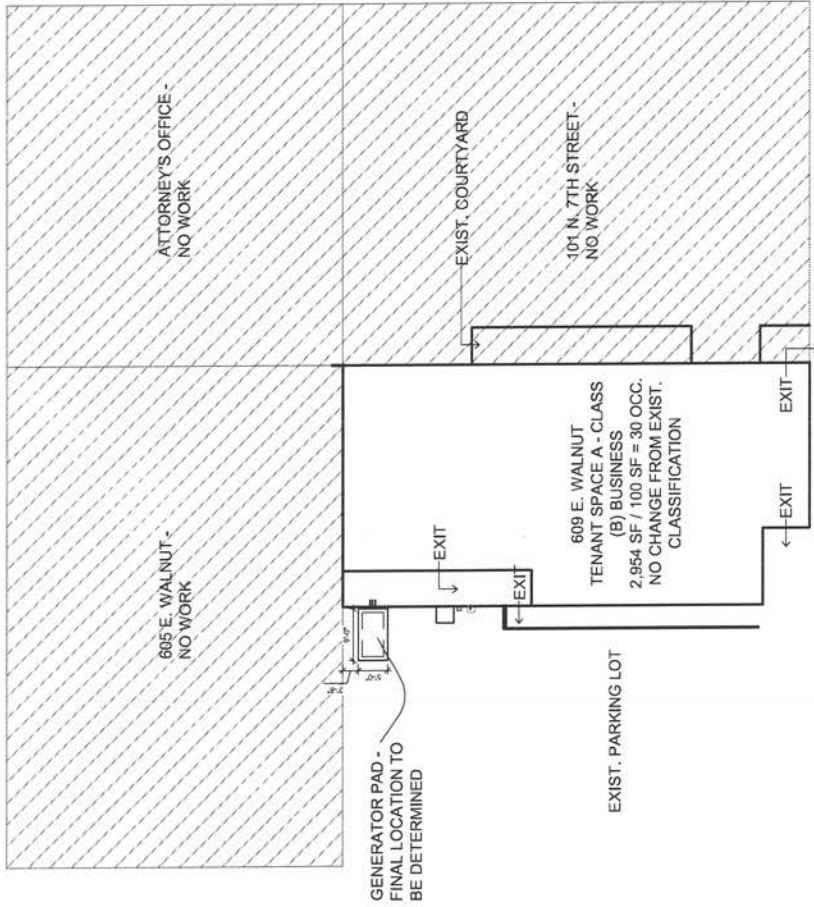 605 E. WALNUT -
NO WORK
ATTORNEY'S OFFICE -
NO WORK
GENERATOR PAD -
FINAL LOCATION TO
BE DETERMINED
5'-0"
EXIT
EXIT
EXIST. COURTYARD
609 E. WALNUT
TENANT SPACE A - CLASS
(B) BUSINESS
2,954 SF / 100 SF = 30 OCC.
NO CHANGE FROM EXIST.
CLASSIFICATION
101 N. 7TH STREET -
NO WORK
EXIST. PARKING LOT
EXIT
EXIT